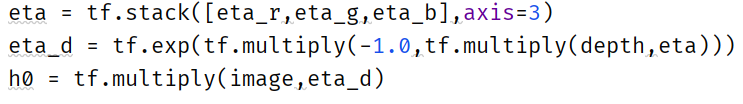 eta = tf.stack([eta_r,eta_g,eta_b],axis=3)
eta_d = tf.exp(tf.multiply(-1.0,tf.multiply(depth,eta)))
h0 = tf.multiply(image,eta_d)